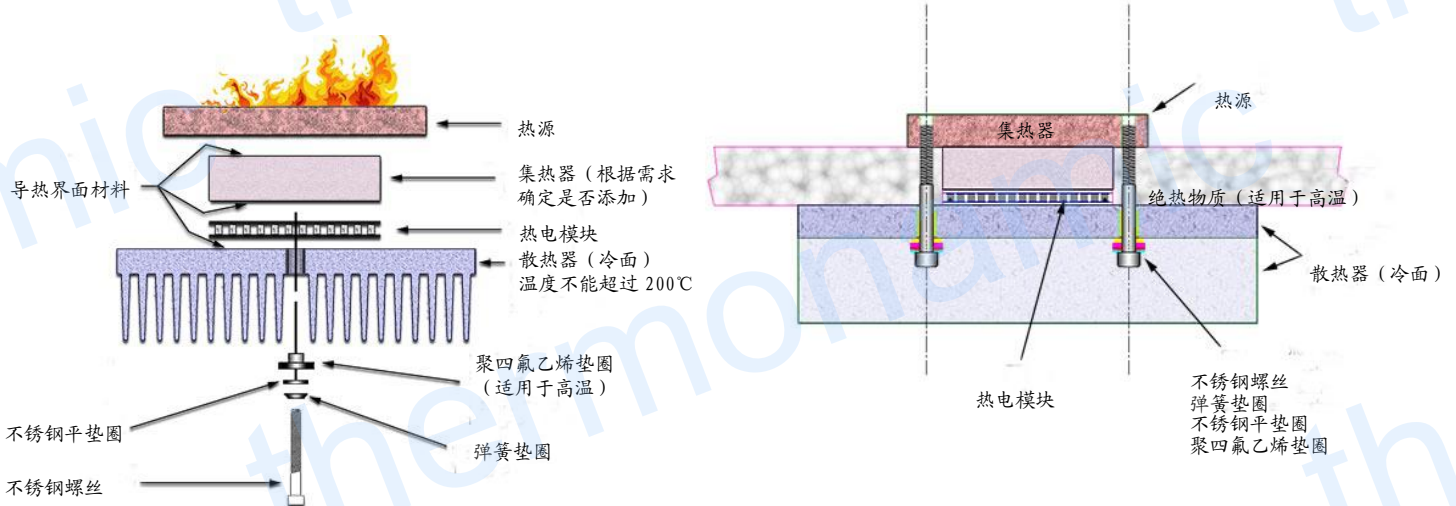 热源
集热器（根据需求
确定是否添加）
导热界面材料
热电模块
散热器（冷面）
温度不能超过 200℃
聚四氟乙烯垫圈
（适用于高温）
不锈钢平垫圈
弹簧垫圈
不锈钢螺丝
热源
集热器
绝热物质（适用于高温）
散热器（冷面）
热电模块
不锈钢螺丝
弹簧垫圈
不锈钢平垫圈
聚四氟乙烯垫圈
thermonamic